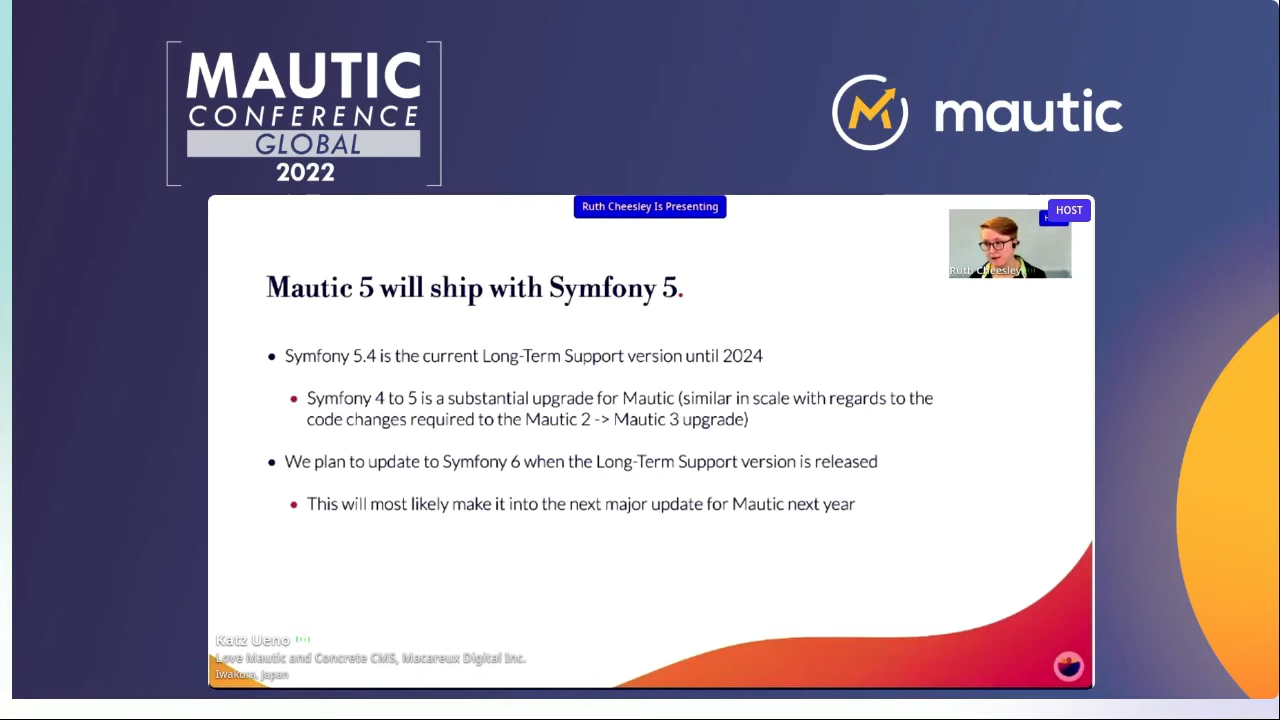 MAUTIC
CONFERENCE
GLOBAL
2022
mautic
Ruth Cheesley Is Presenting
HOST
Ruth Cheesley
Mautic 5 will ship with Symfony 5.
• Symfony 5.4 is the current Long-Term Support version until 2024
• Symfony 4 to 5 is a substantial upgrade for Mautic (similar in scale with regards to the
code changes required to the Mautic 2 -> Mautic 3 upgrade)
• We plan to update to Symfony 6 when the Long-Term Support version is released
• This will most likely make it into the next major update for Mautic next year
Katz Ueno
Love Mautic and Concrete CMS, Macareux Digital Inc.
Iwakura, Japan